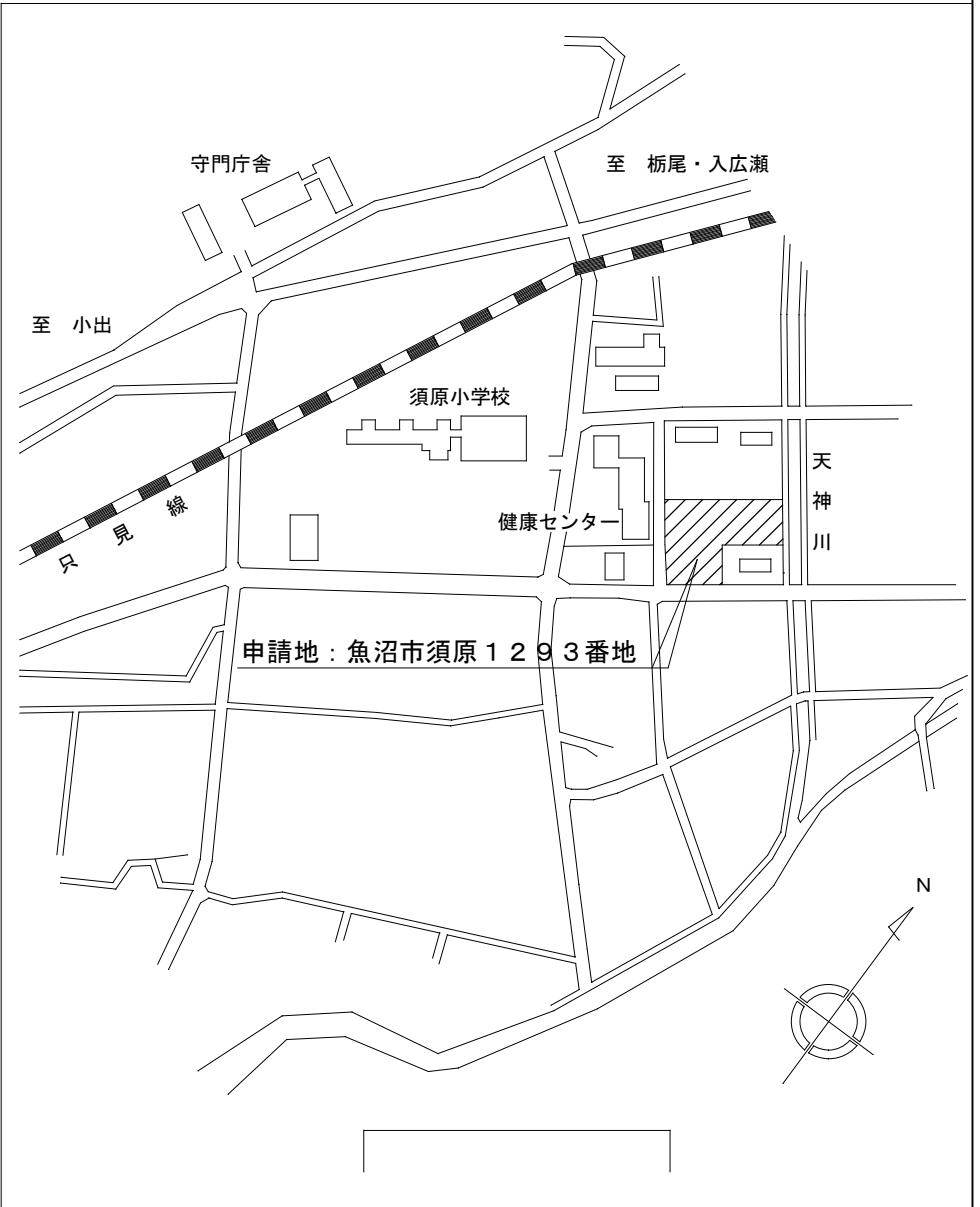 守門庁舎
至　栃尾・入広瀬
至　小出
須原小学校
只見線
天神川
健康センター
申請地：魚沼市須原１２９３番地
N